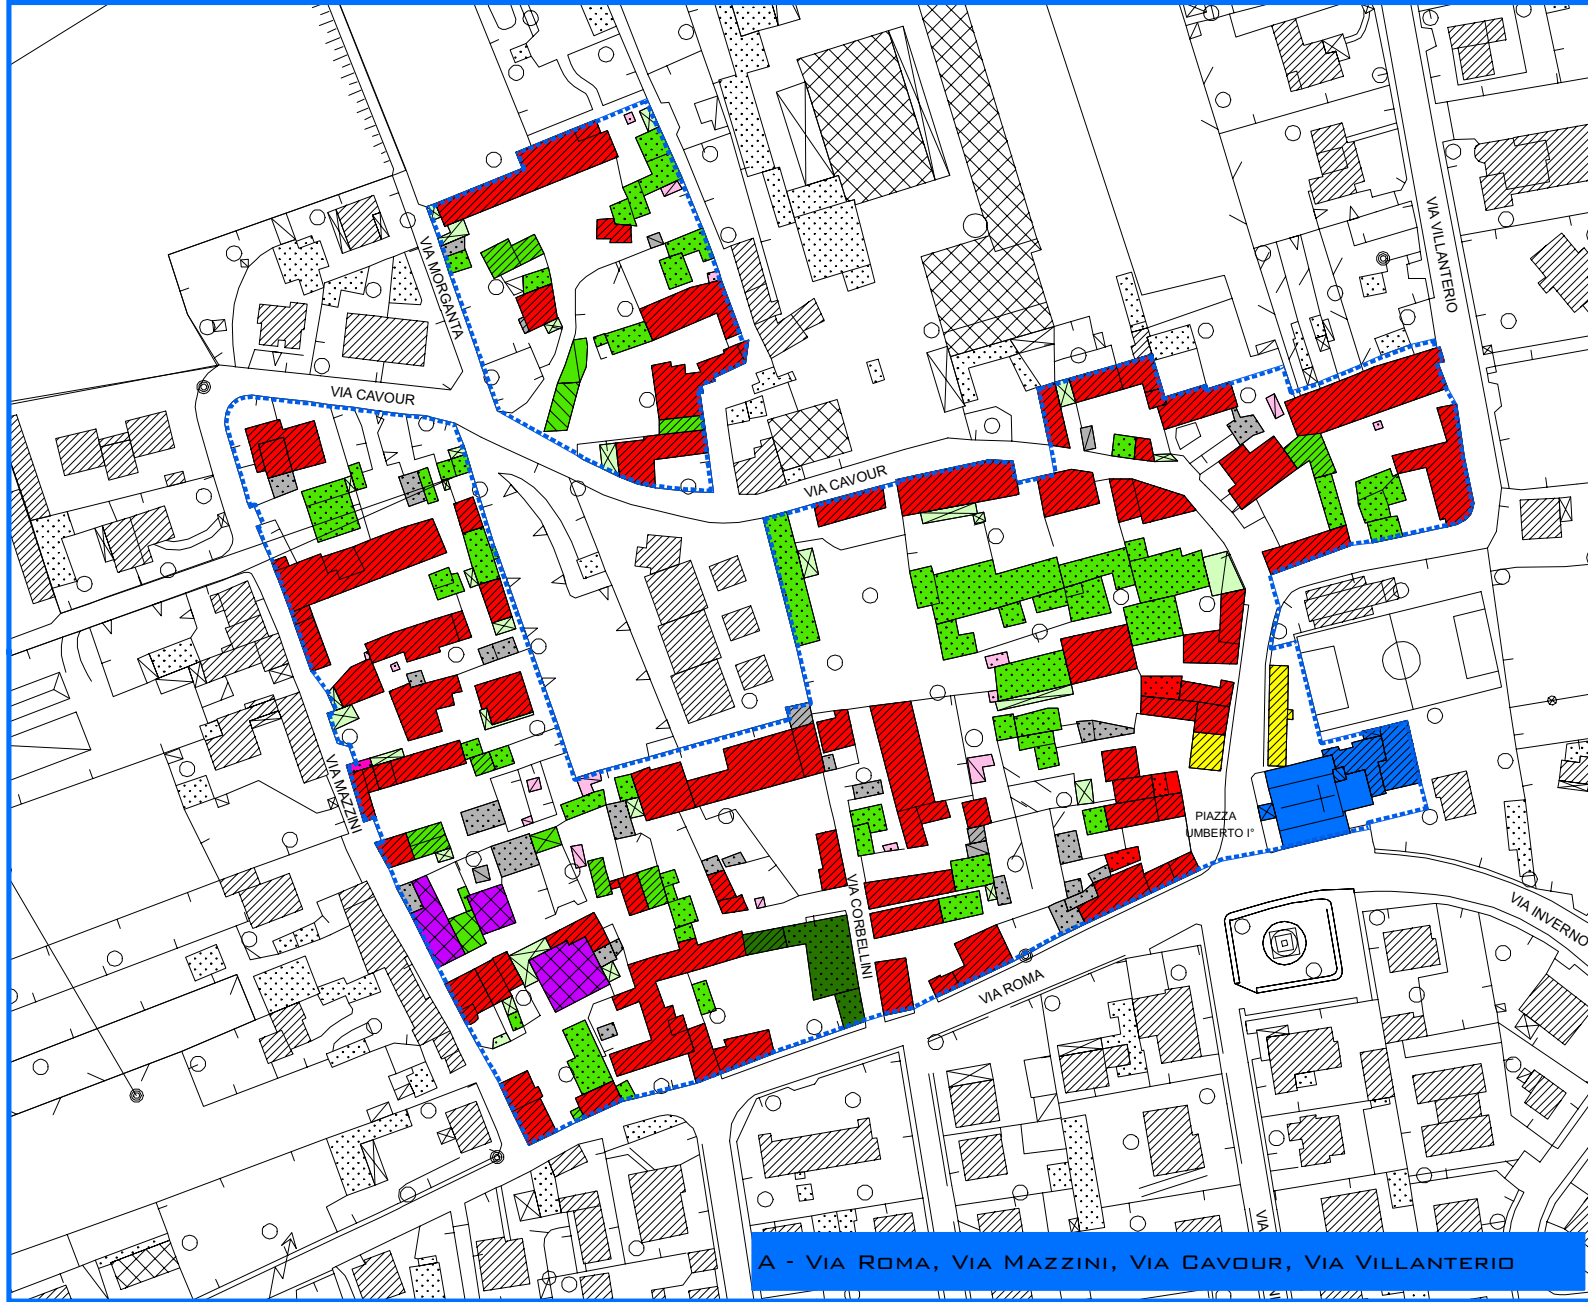 VIA MORGANTA
VIA VILLANTERIO
VIA CAVOUR
VIA CAVOUR
VIA MAZZINI
PIAZZA
UMBERTO I°
VIA CORBELLINI
VIA INVERNO
VIA ROMA
VIA
A - VIA ROMA, VIA MAZZINI, VIA CAVOUR, VIA VILLANTERIO